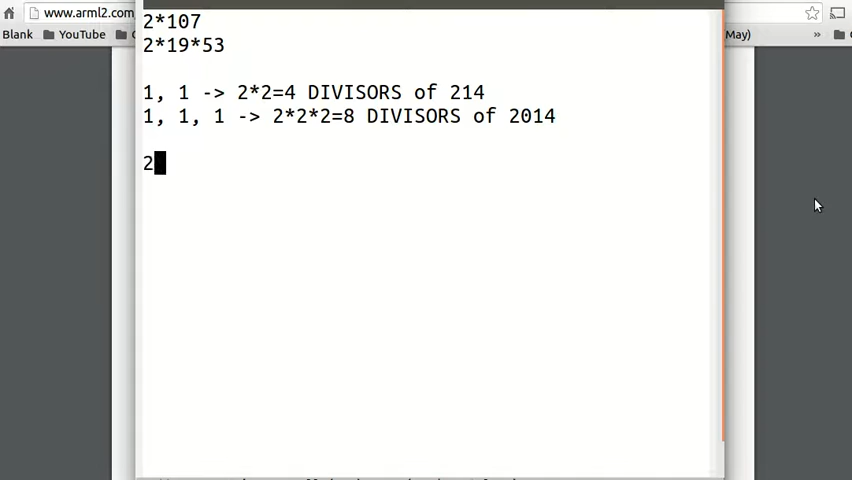 www.arml2.com
Blank YouTube May) »
2*107
2*19*53
1, 1 -> 2*2=4 DIVISORS of 214
1, 1, 1 -> 2*2*2=8 DIVISORS of 2014
2